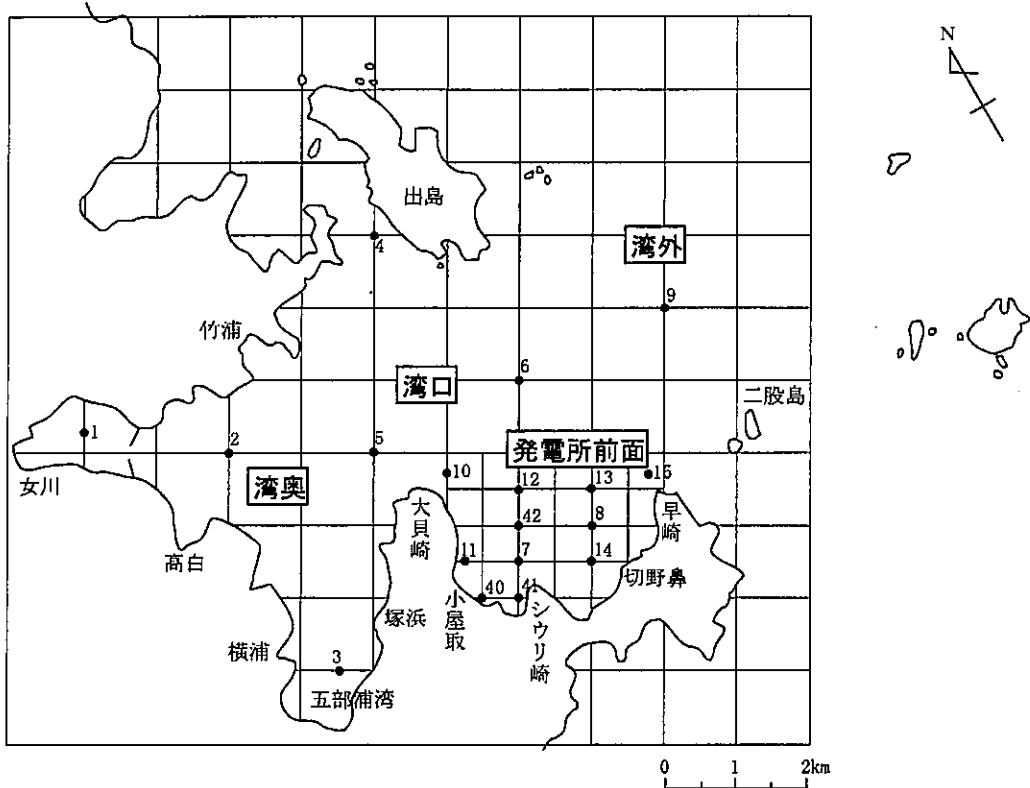 N
出島
湾外
4
9
竹浦
6
湾口
二股島
1
2
5
発電所前面
10
15
女川
湾奥
12
13
大貝崎
42
8
早崎
高白
11
7
14
切野鼻
40
41
小屋取
塚浜
シウリ崎
横浦
3
五部浦湾
0 1 2km